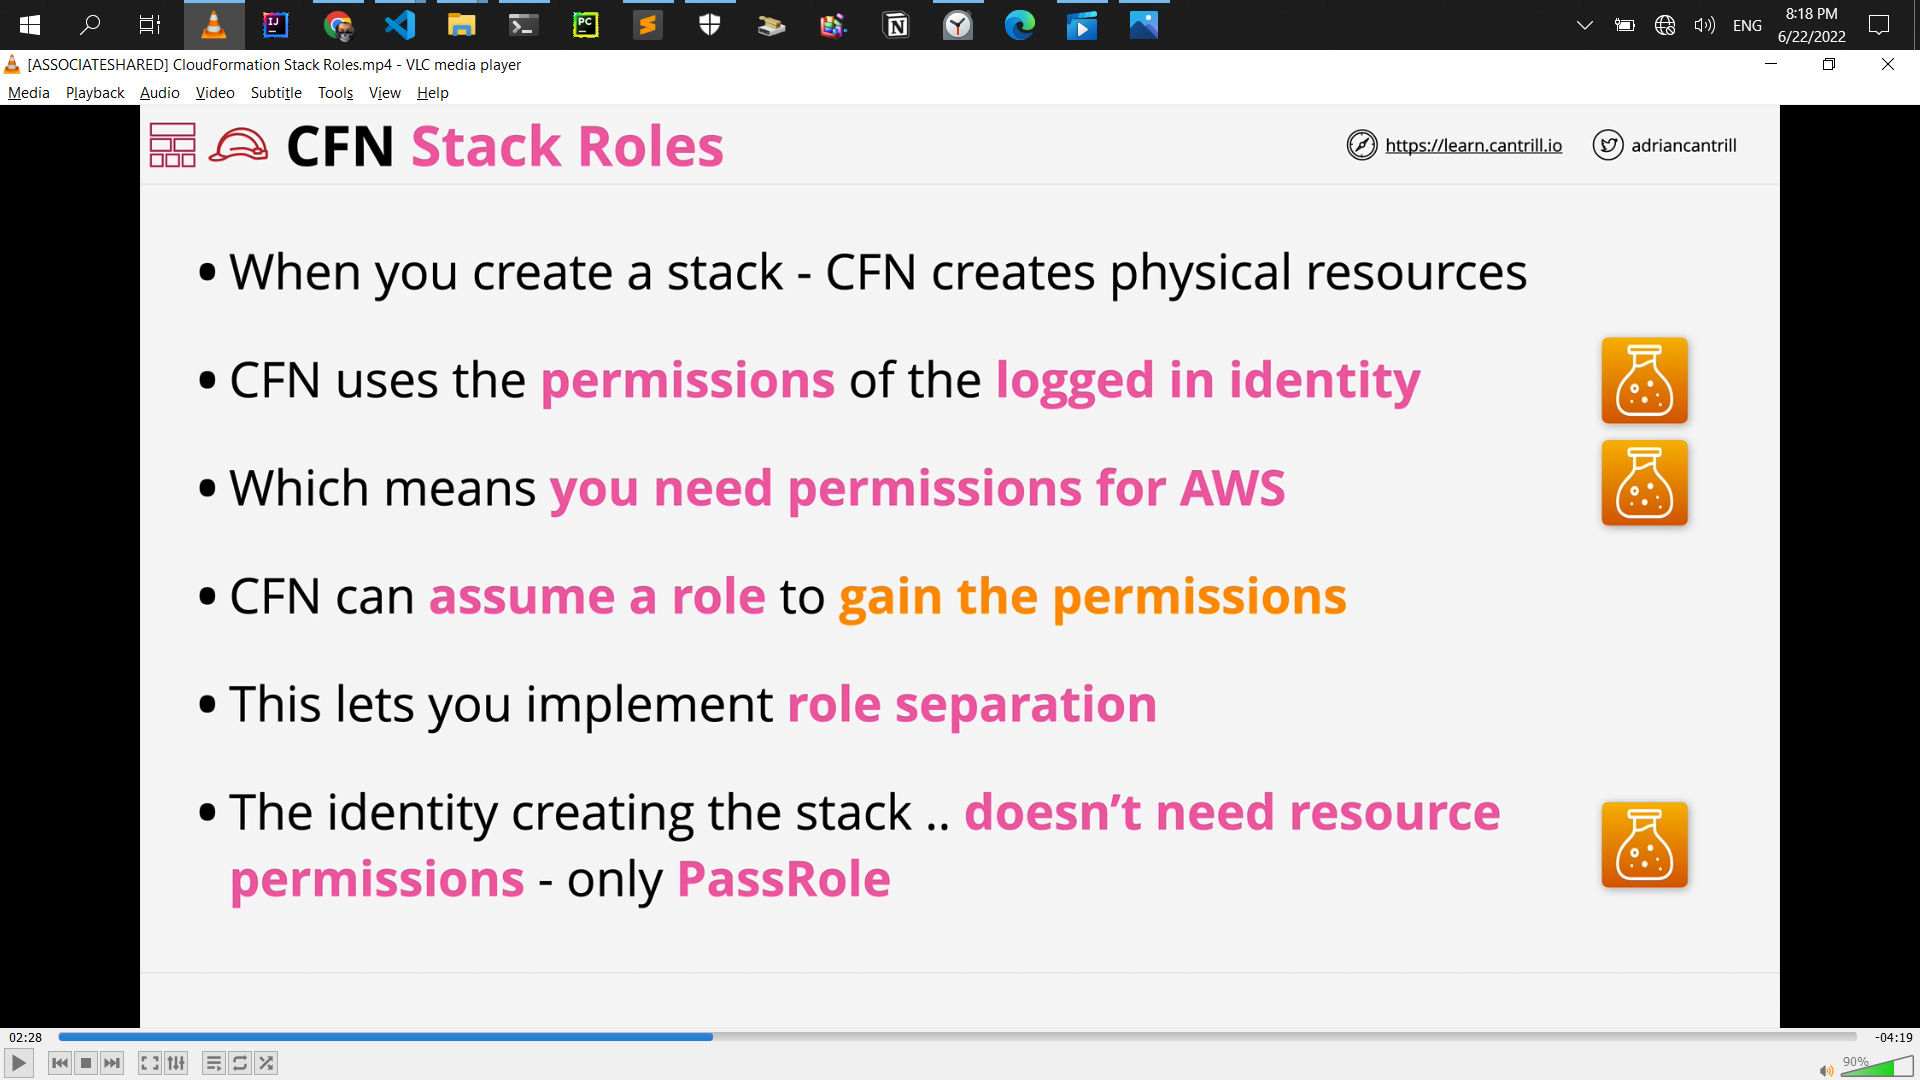 8:18 PM
ENG
6/22/2022
[ASSOCIATESHARED] CloudFormation Stack Roles.mp4 - VLC media player
Media Playback Audio Video Subtitle Tools View Help
CFN Stack Roles
https://learn.cantrill.io
adriancantrill
• When you create a stack - CFN creates physical resources
• CFN uses the permissions of the logged in identity
• Which means you need permissions for AWS
• CFN can assume a role to gain the permissions
• This lets you implement role separation
• The identity creating the stack .. doesn’t need resource
permissions - only PassRole
02:28
-04:19
90%